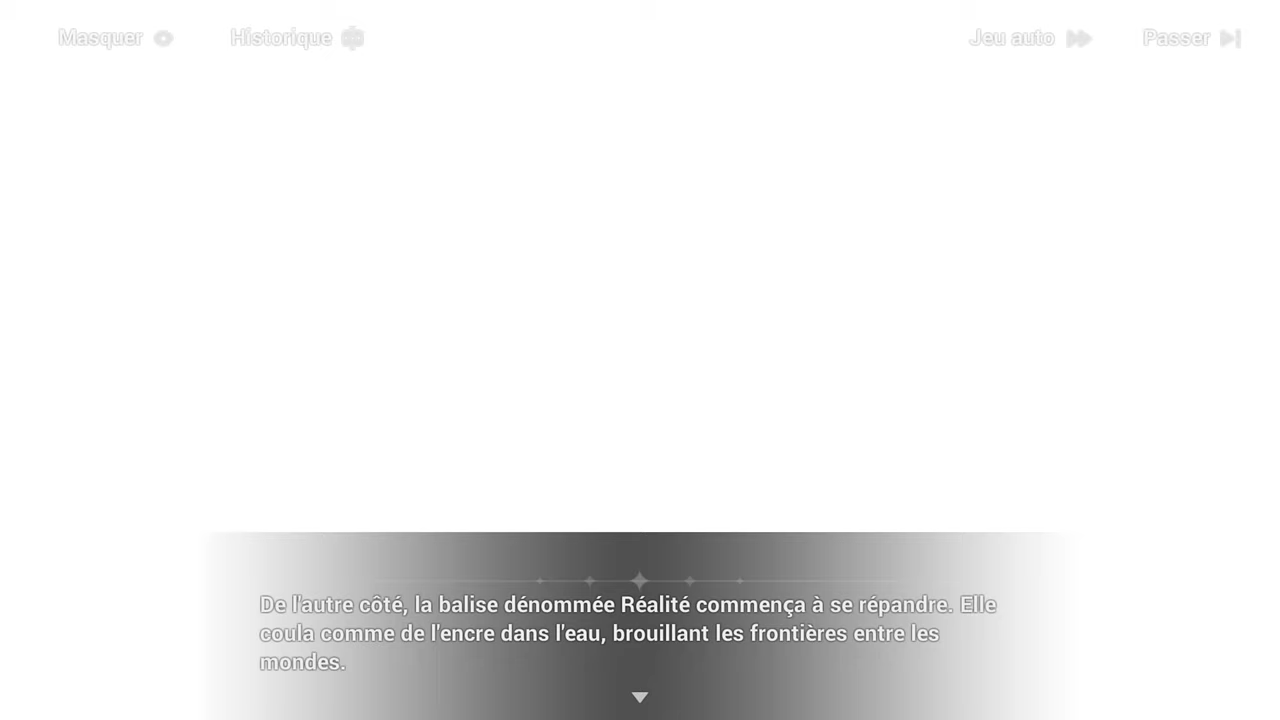 Masquer
Historique
Jeu auto
Passer
De l'autre côté, la balise dénommée Réalité commença à se répandre. Elle
coula comme de l'encre dans l'eau, brouillant les frontières entre les
mondes.